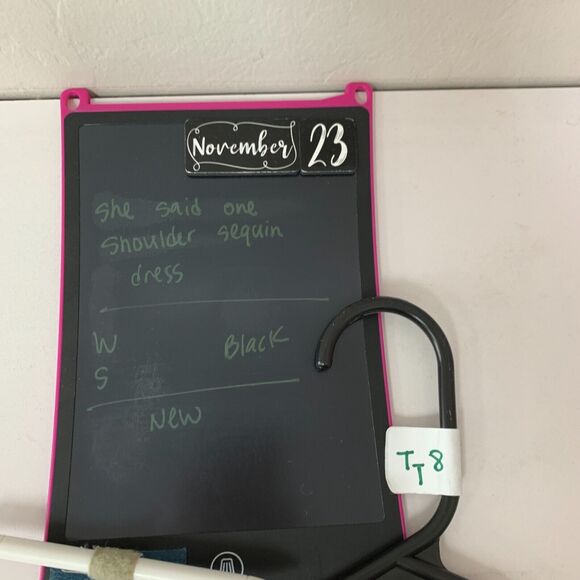 November 23
She said one
shoulder sequin
dress
W Black
S
New
TT8